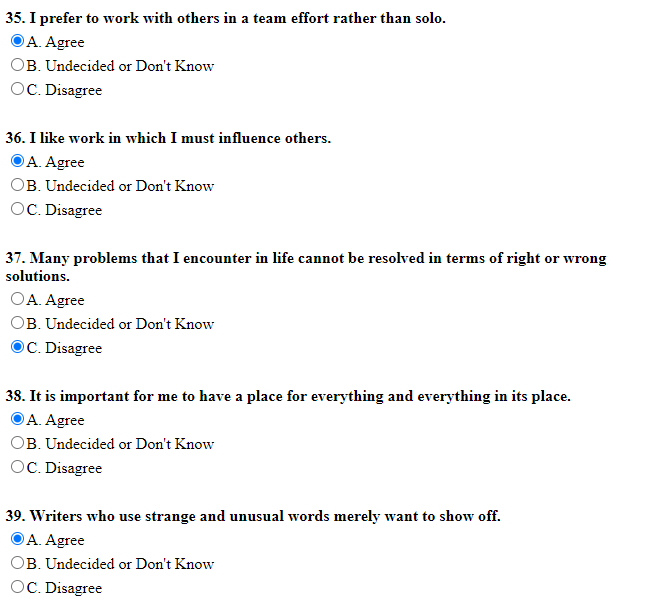 35. I prefer to work with others in a team effort rather than solo.
A. Agree
B. Undecided or Don't Know
C. Disagree
36. I like work in which I must influence others.
A. Agree
B. Undecided or Don't Know
C. Disagree
37. Many problems that I encounter in life cannot be resolved in terms of right or wrong
solutions.
A. Agree
B. Undecided or Don't Know
C. Disagree
38. It is important for me to have a place for everything and everything in its place.
A. Agree
B. Undecided or Don't Know
C. Disagree
39. Writers who use strange and unusual words merely want to show off.
A. Agree
B. Undecided or Don't Know
C. Disagree